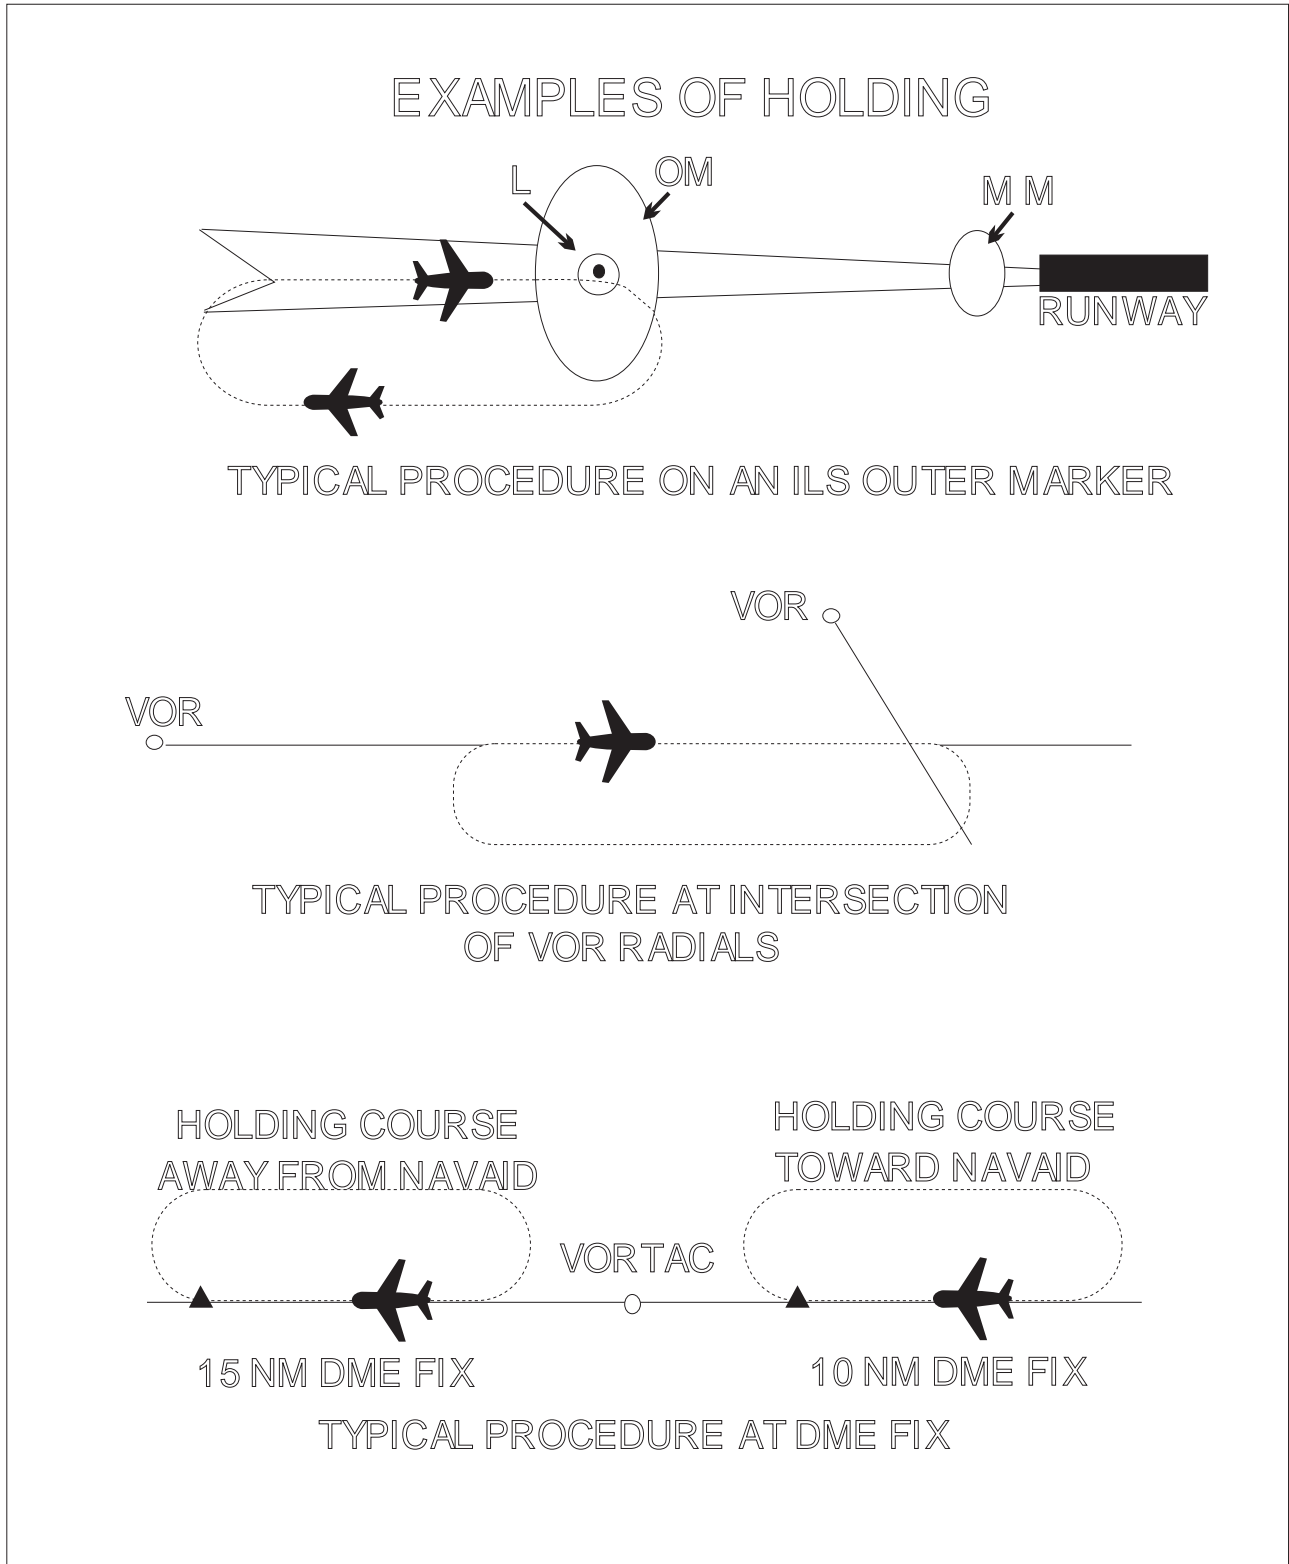 EXAMPLES OF HOLDING
L
OM
MM
RUNWAY
TYPICAL PROCEDURE ON AN ILS OUTER MARKER
VOR
VOR
TYPICAL PROCEDURE AT INTERSECTION
OF VOR RADIALS
HOLDING COURSE
AWAY FROM NAVAID
HOLDING COURSE
TOWARD NAVAID
VORTAC
15 NM DME FIX
10 NM DME FIX
TYPICAL PROCEDURE AT DME FIX